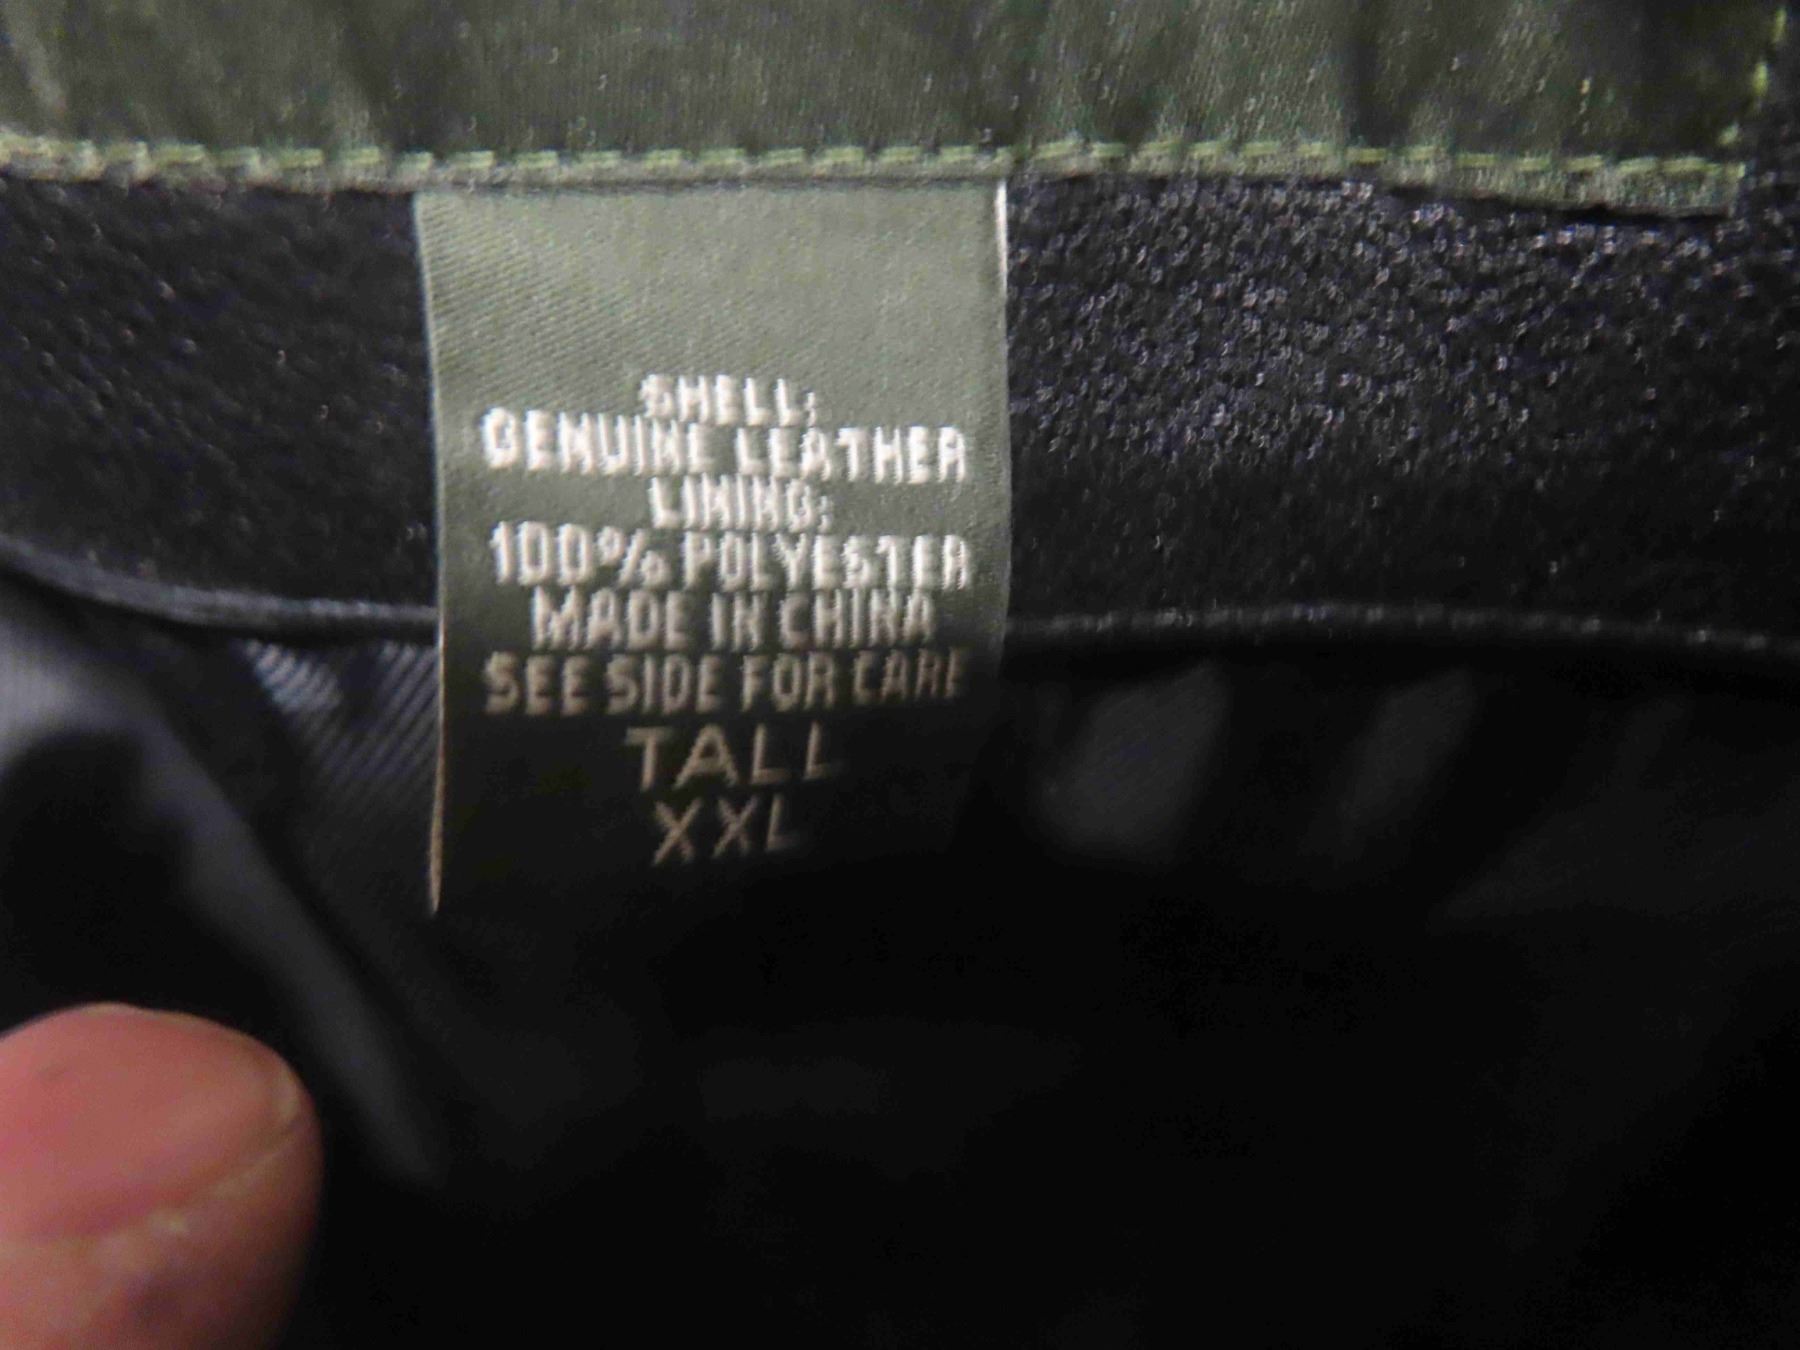 SHELL:
GENUINE LEATHER
LINING:
100% POLYESTER
MADE IN CHINA
SEE SIDE FOR CARE
TALL
XXL